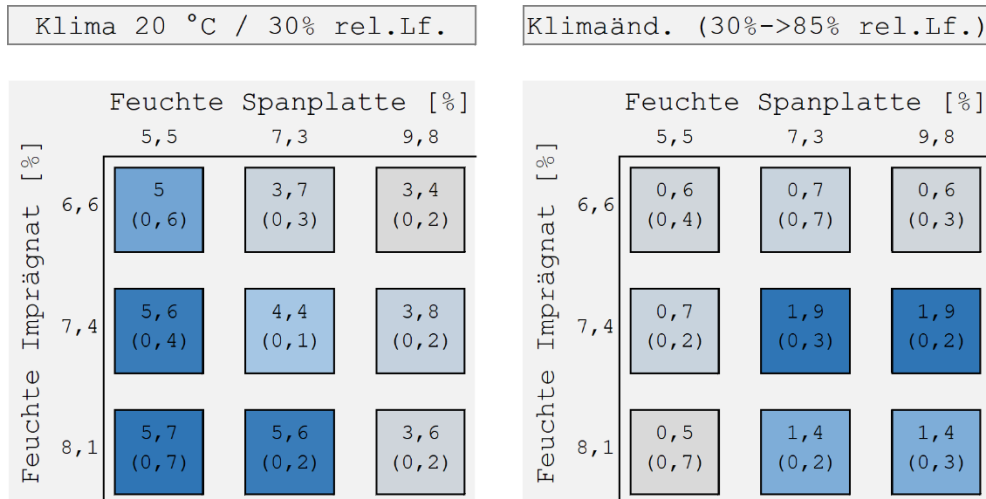 Klima 20 °C / 30% rel.Lf.
Feuchte Spanplatte [%]
5,5 7,3 9,8
Feuchte Imprägnat [%]
6,6
5 3,7 3,4
(0,6) (0,3) (0,2)
7,4
5,6 4,4 3,8
(0,4) (0,1) (0,2)
8,1
5,7 5,6 3,6
(0,7) (0,2) (0,2)
Klimaänd. (30%->85% rel.Lf.)
Feuchte Spanplatte [%]
5,5 7,3 9,8
Feuchte Imprägnat [%]
6,6
0,6 0,7 0,6
(0,4) (0,7) (0,3)
7,4
0,7 1,9 1,9
(0,2) (0,3) (0,2)
8,1
0,5 1,4 1,4
(0,7) (0,2) (0,3)